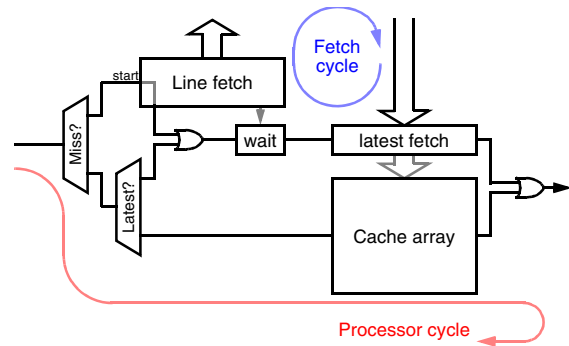 Fetch
cycle
start
Line fetch
Miss?
wait
latest fetch
Latest?
Cache array
Processor cycle